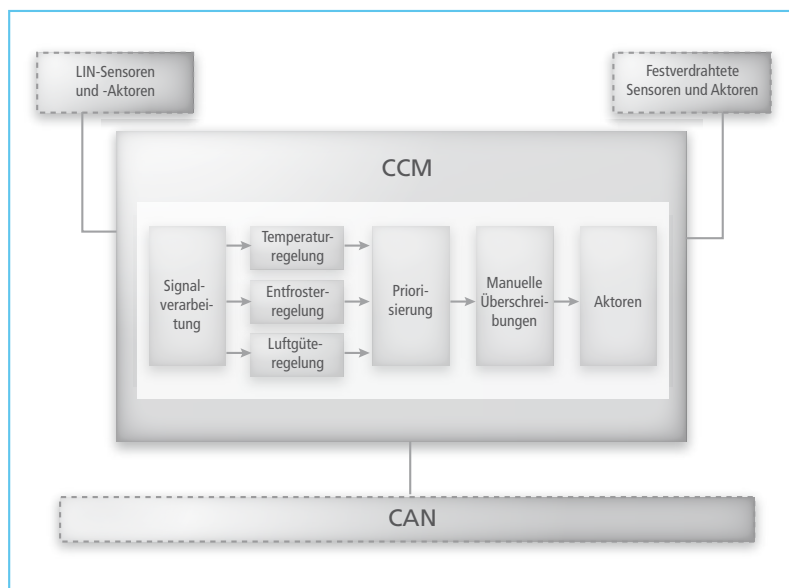 LIN-Sensoren
und -Aktoren
Festverdrahtete
Sensoren und Aktoren
CCM
Signal-
verarbei-
tung
Temperatur-
regelung
Entfroster-
regelung
Luftgüte-
regelung
Priori-
sierung
Manuelle
Überschrei-
bungen
Aktoren
CAN